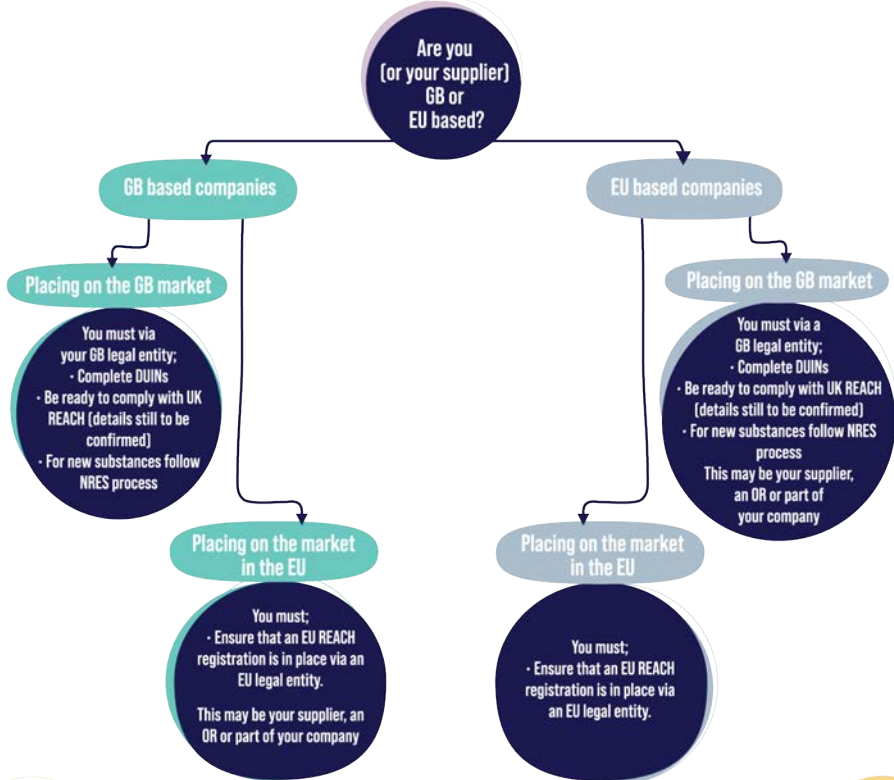 Are you
(or your supplier)
GB or
EU based?
GB based companies
EU based companies
Placing on the GB market
You must via
your GB legal entity;
· Complete DUINs
· Be ready to comply with UK
REACH (details still to be
confirmed)
· For new substances follow
NRES process
Placing on the GB market
You must via a
GB legal entity;
· Complete DUINs
· Be ready to comply with UK REACH
(details still to be confirmed)
· For new substances follow NRES
process
This may be your supplier,
an OR or part of
your company
Placing on the market
in the EU
You must;
· Ensure that an EU REACH
registration is in place via an
EU legal entity.
This may be your supplier, an
OR or part of your company
Placing on the market
in the EU
You must;
· Ensure that an EU REACH
registration is in place via
an EU legal entity.